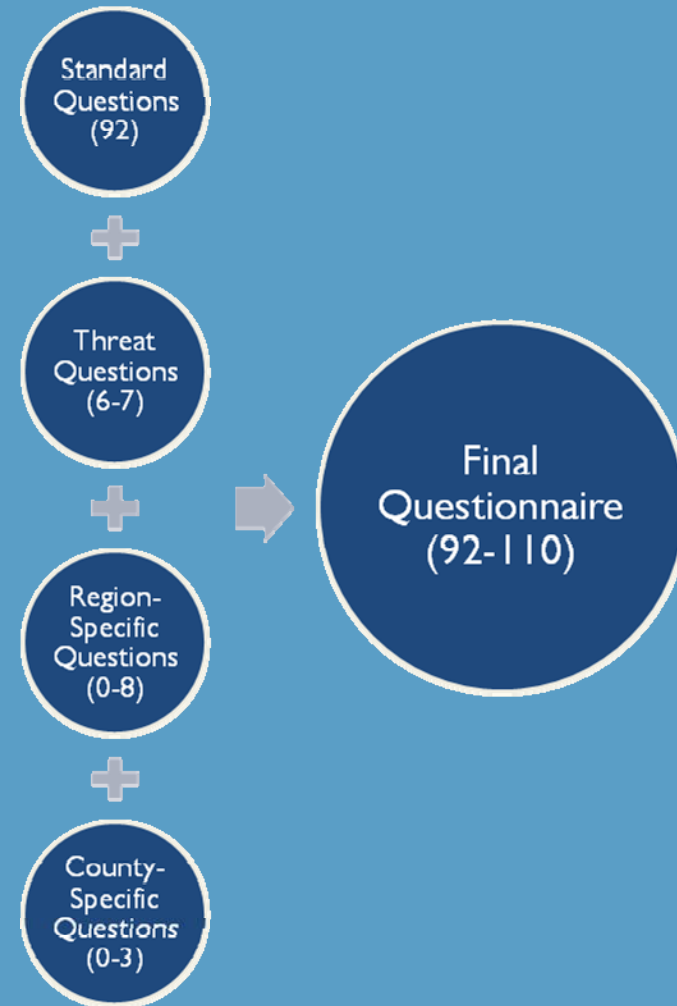 Standard
Questions
(92)
Threat
Questions
(6-7)
Region-
Specific
Questions
(0-8)
County-
Specific
Questions
(0-3)
Final
Questionnaire
(92-110)